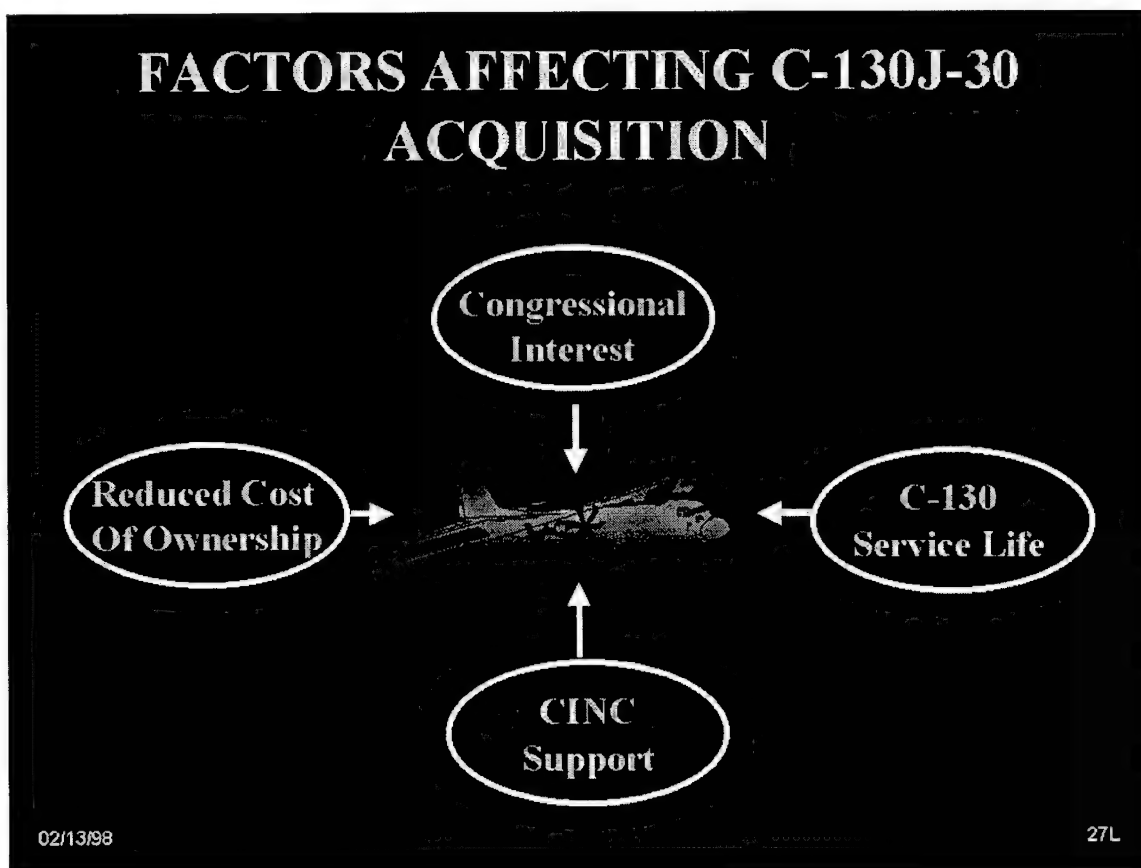 FACTORS AFFECTING C-130J-30
ACQUISITION
Congressional
Interest
Reduced Cost
Of Ownership
C-130
Service Life
CINC
Support
02/13/98
27L